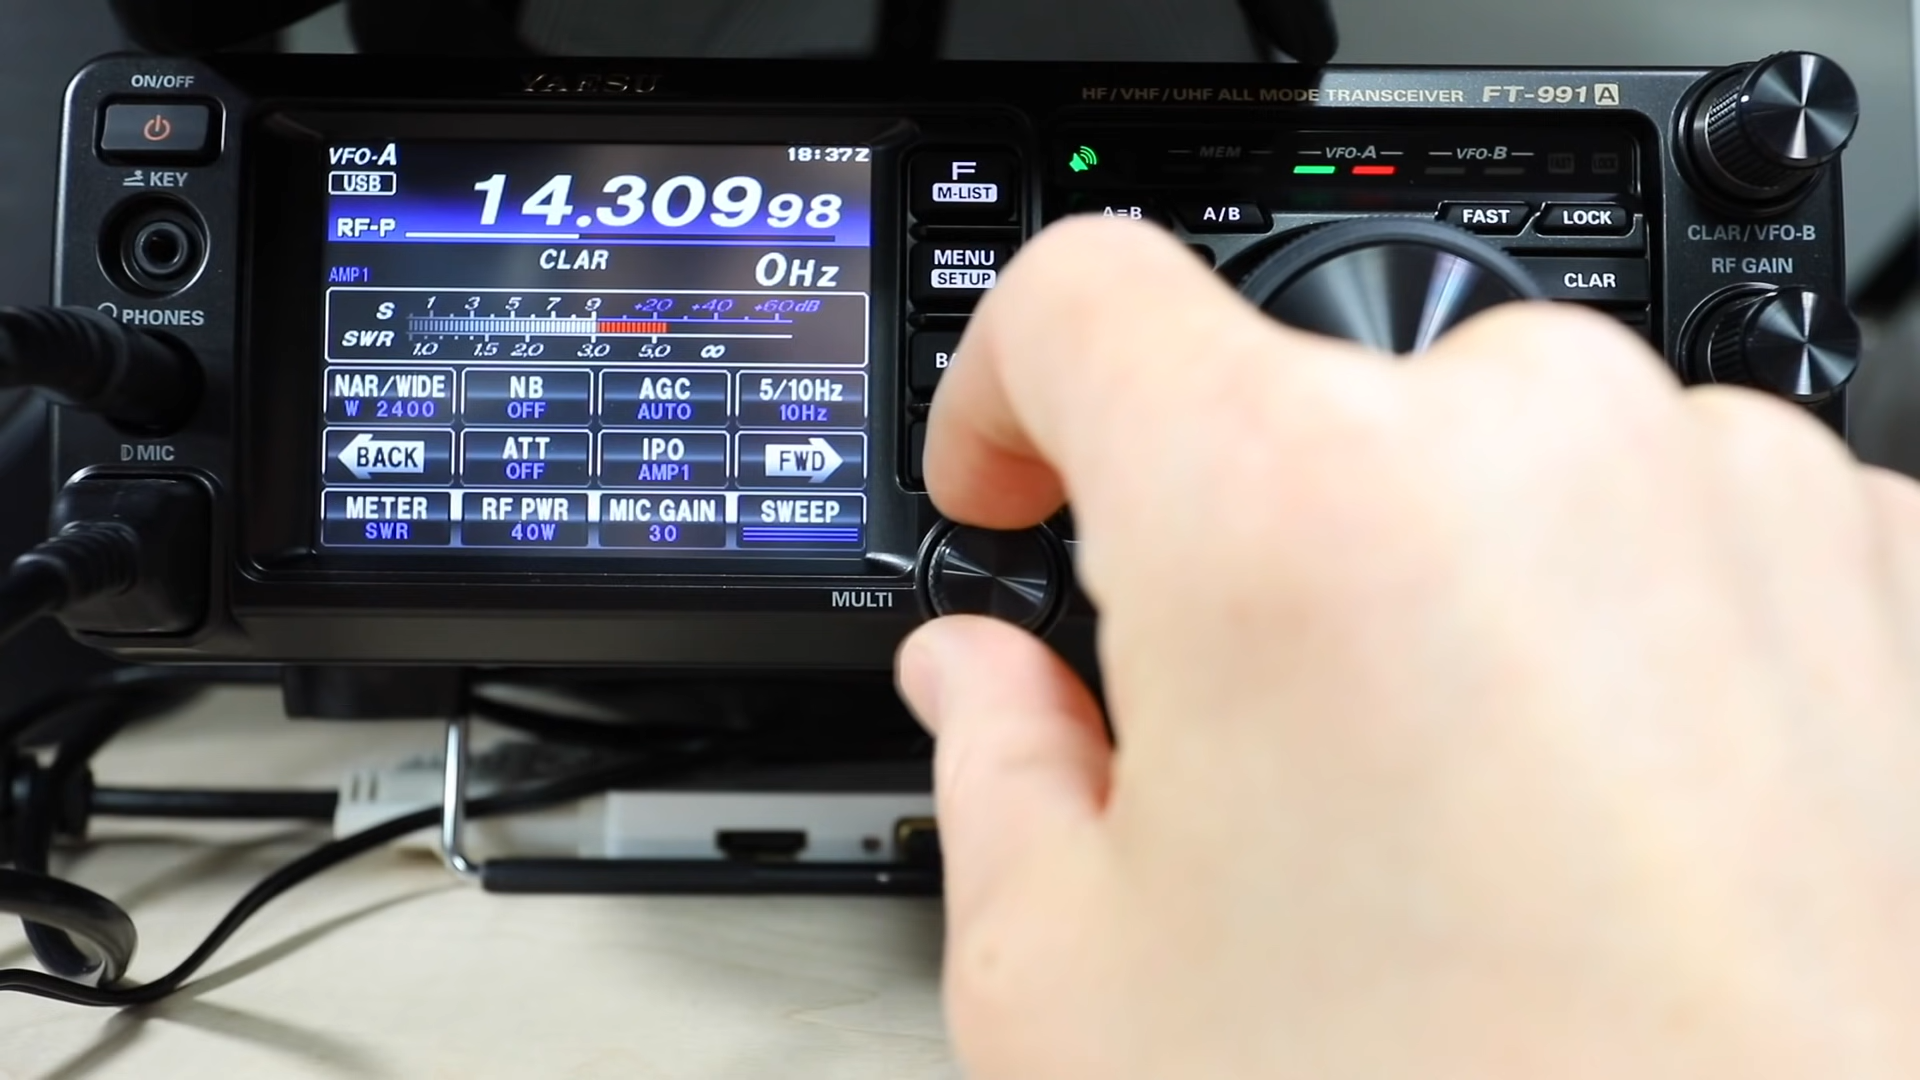 ON/OFF
YAESU
HF/VHF/UHF ALL MODE TRANSCEIVER FT-991A
VFO-A
18:37Z
USB
14.30998
RF-P
CLAR
0Hz
AMP1
S 1 3 5 7 9 +20 +40 +60dB
SWR
1.0 1.5 2.0 3.0 5.0 ∞
NAR/WIDE NB AGC 5/10Hz
W 2400 OFF AUTO 10Hz
BACK ATT IPO FWD
OFF AMP1
METER RF PWR MIC GAIN SWEEP
SWR 40W 30
MULTI
KEY
PHONES
MIC
F
M-LIST
MENU
SETUP
MEM VFO-A VFO-B FAST LOCK
A=B A/B FAST LOCK
CLAR
CLAR/VFO-B
RF GAIN